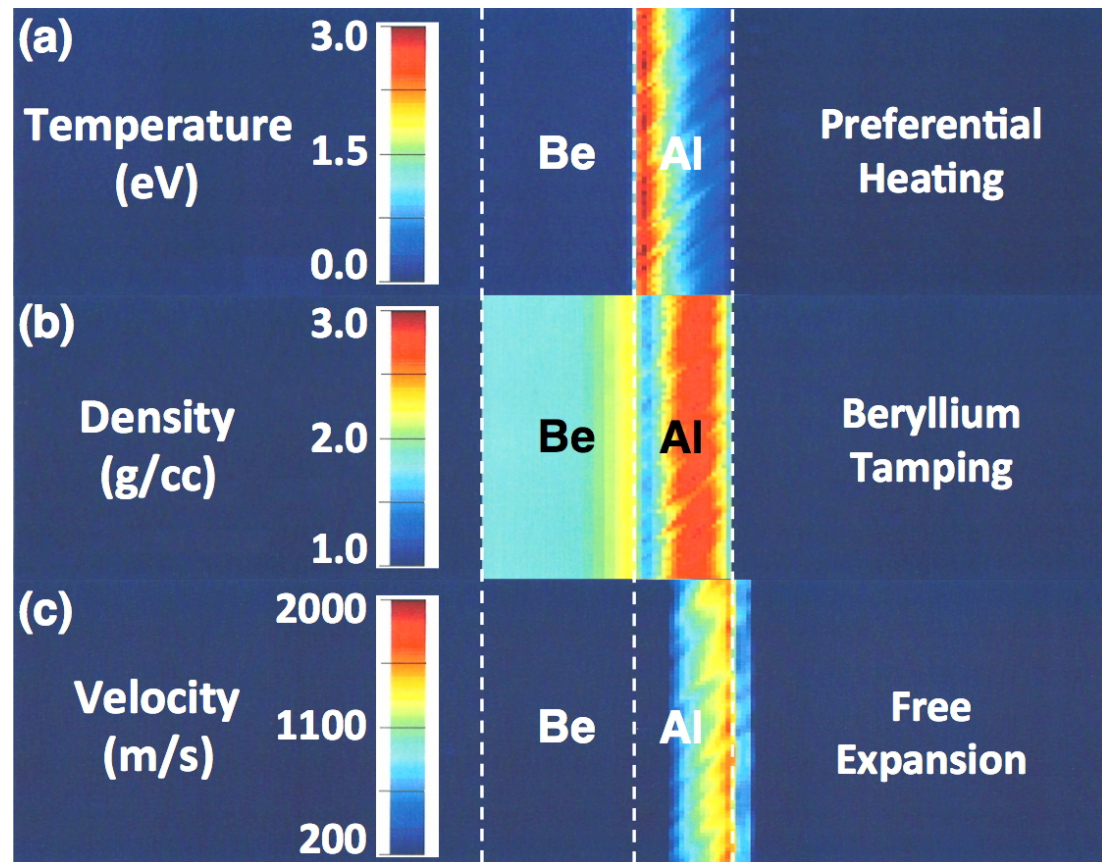 (a)
Temperature
(eV)
3.0
1.5
0.0
Be
Al
Preferential
Heating
(b)
Density
(g/cc)
3.0
2.0
1.0
Be
Al
Beryllium
Tamping
(c)
Velocity
(m/s)
2000
1100
200
Be
Al
Free
Expansion